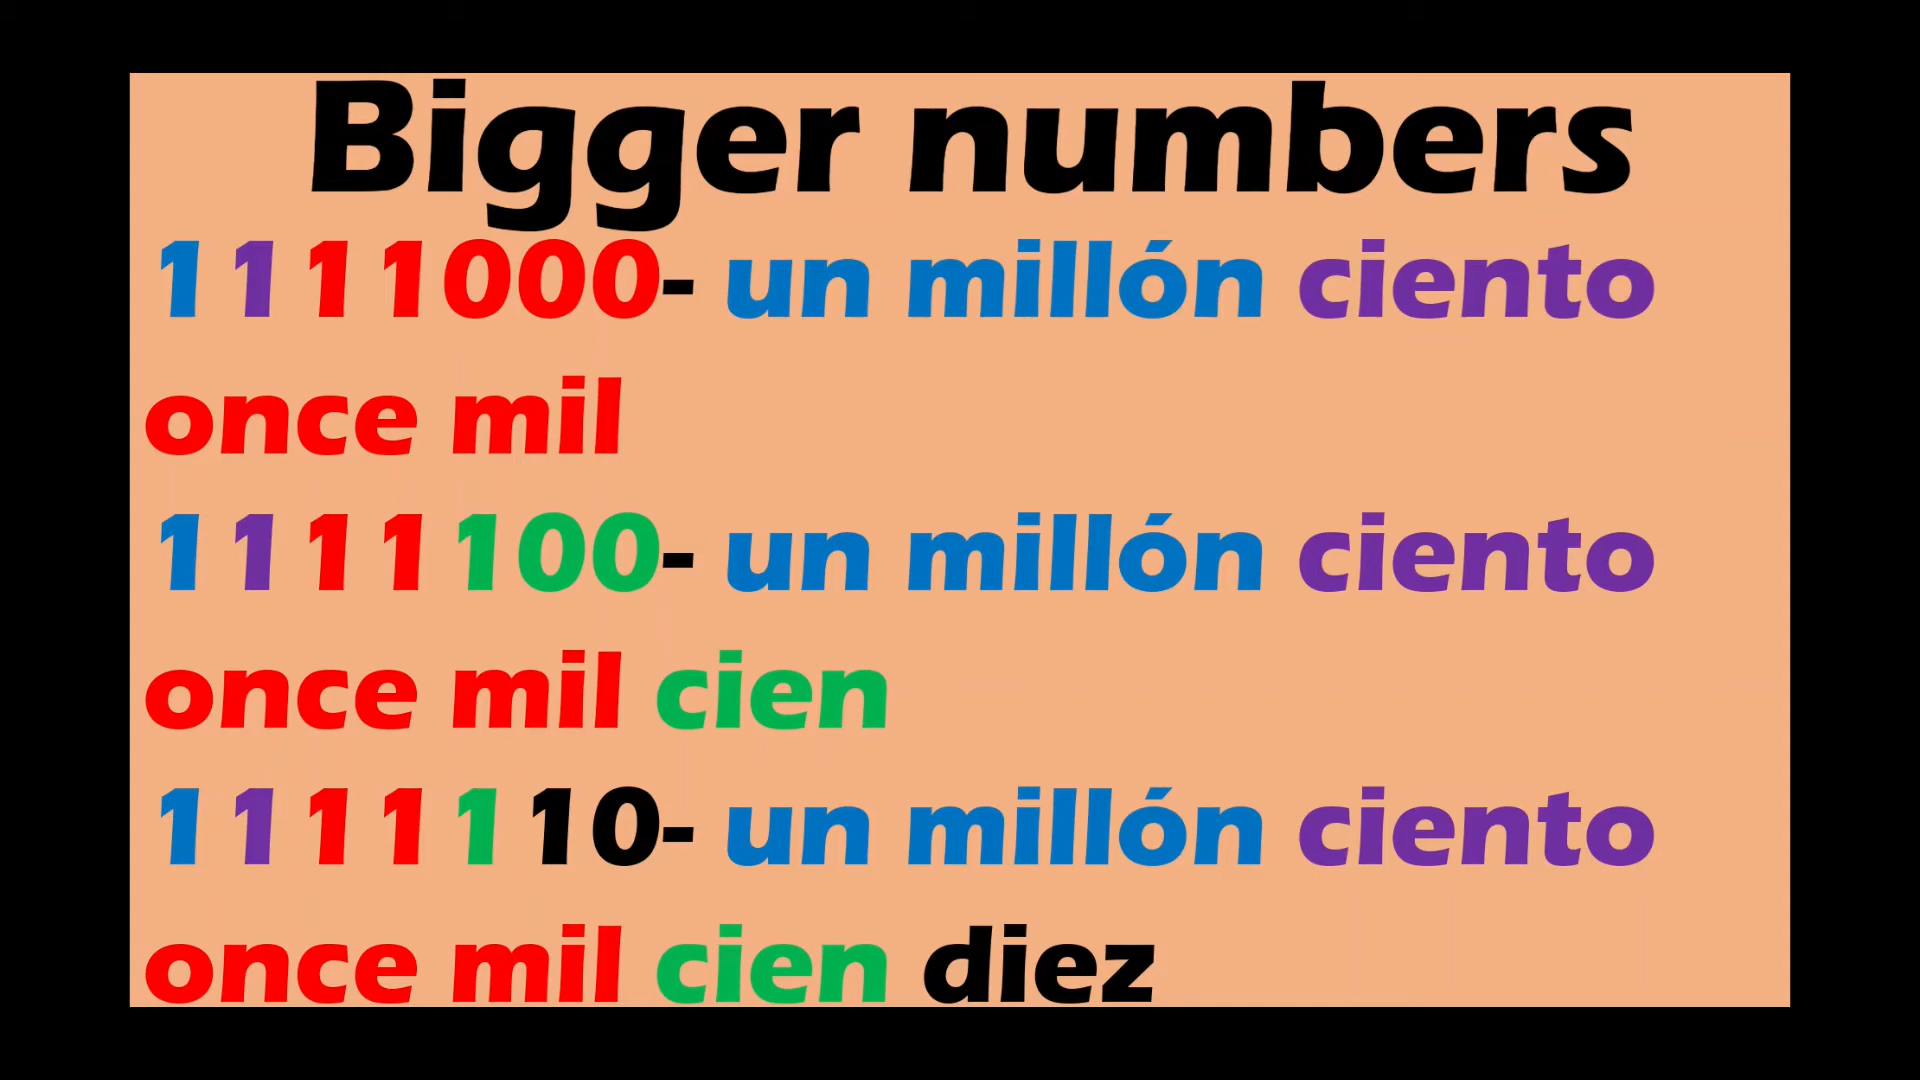 Bigger numbers
1111000- un millón ciento
once mil
1111100- un millón ciento
once mil cien
1111110- un millón ciento
once mil cien diez